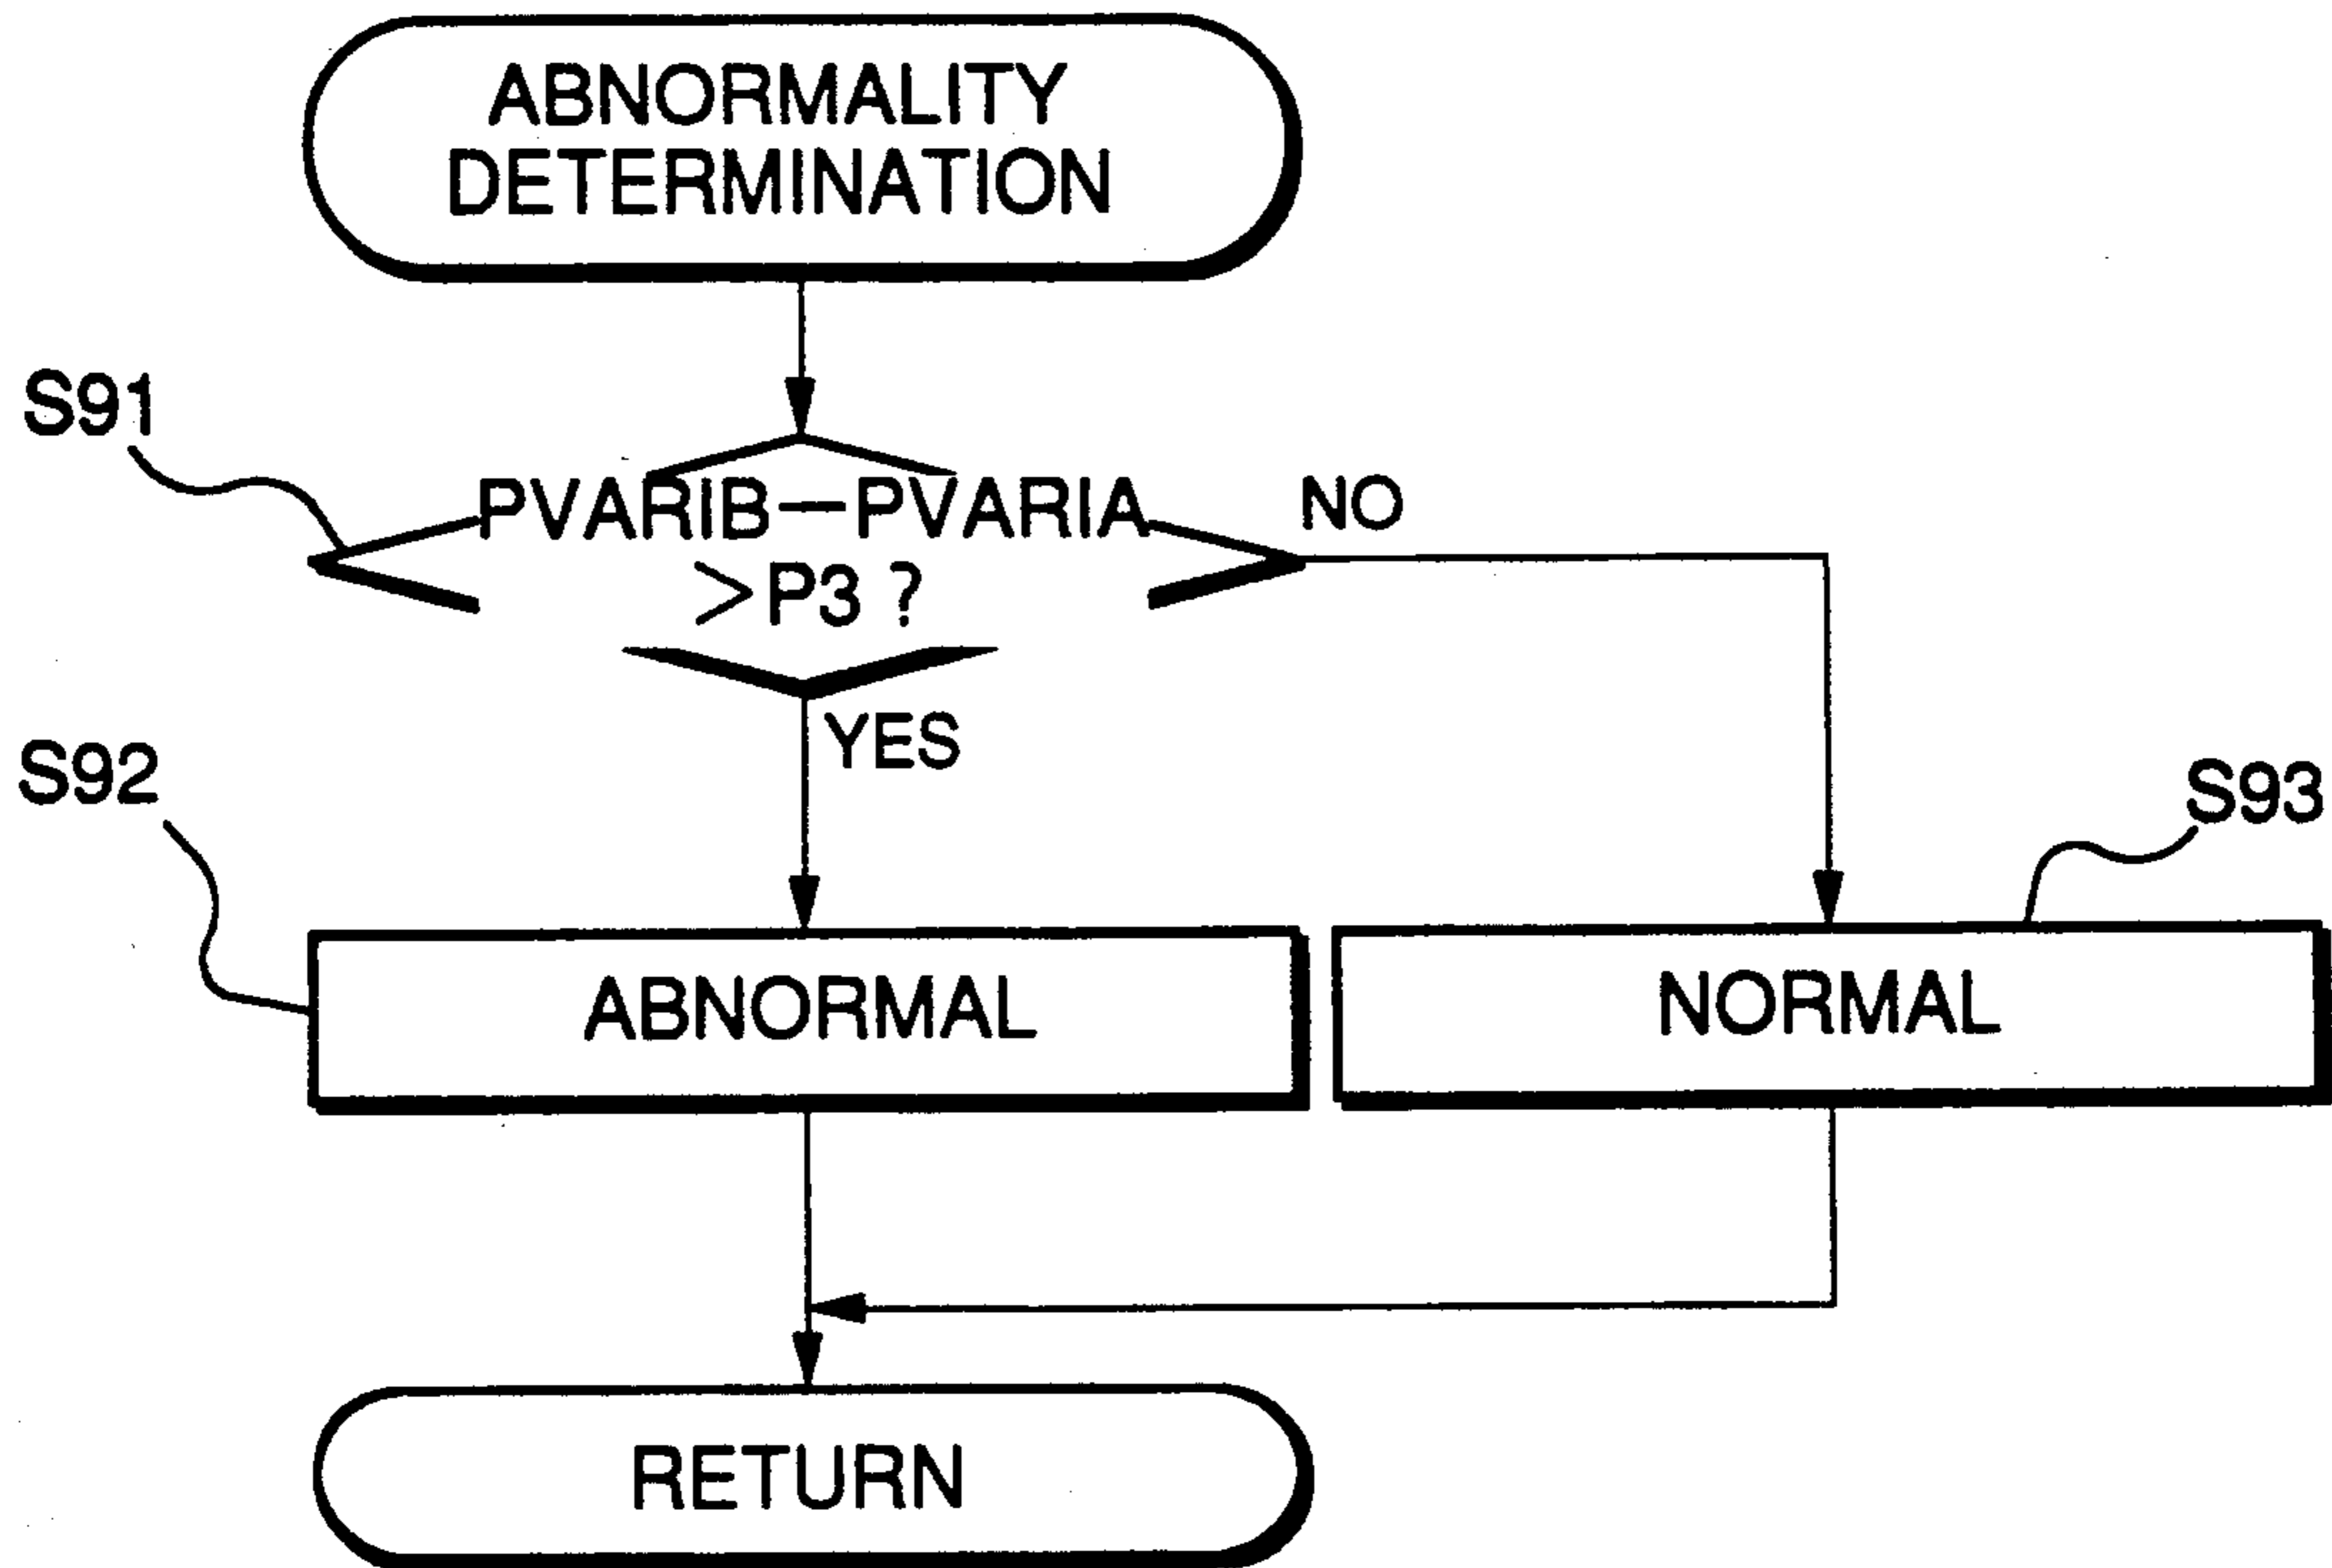 ABNORMALITY
DETERMINATION
S91
PVARIB—PVARIA
>P3 ?
NO
YES
S92
S93
ABNORMAL
NORMAL
RETURN